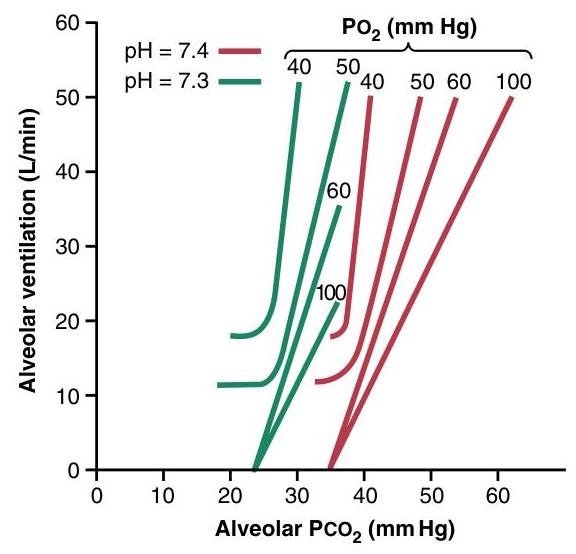 PO2 (mm Hg)
pH = 7.4
pH = 7.3
40 50 40 50 60 100
60
100
Alveolar ventilation (L/min)
60
50
40
30
20
10
0
0 10 20 30 40 50 60
Alveolar PCO2 (mm Hg)